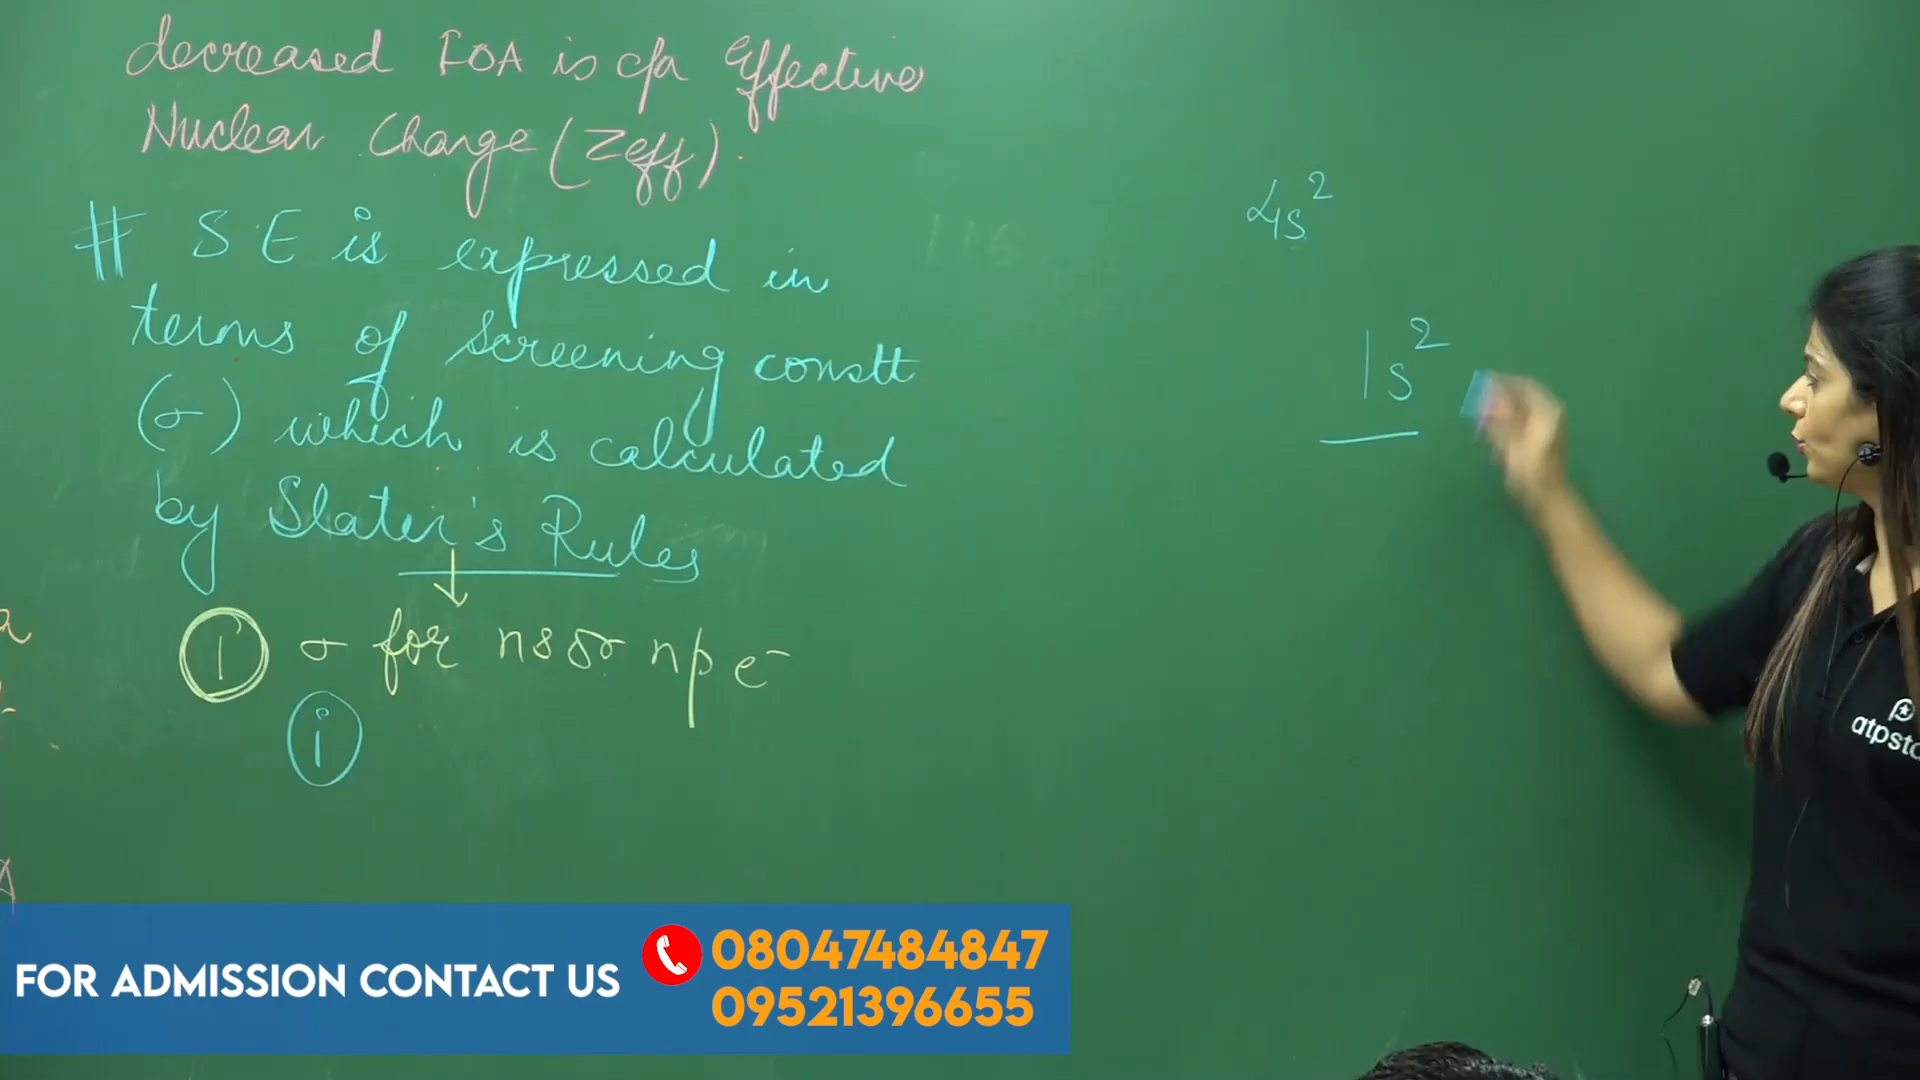 decreased FOA is c/a Effective
Nuclear Charge (Zeff).
# S E is expressed in
terms of screening constt
(σ) which is calculated
by Slater's Rules
1 σ for ns or np e⁻
i
4s²
1s²
atpsta
FOR ADMISSION CONTACT US
08047484847
09521396655